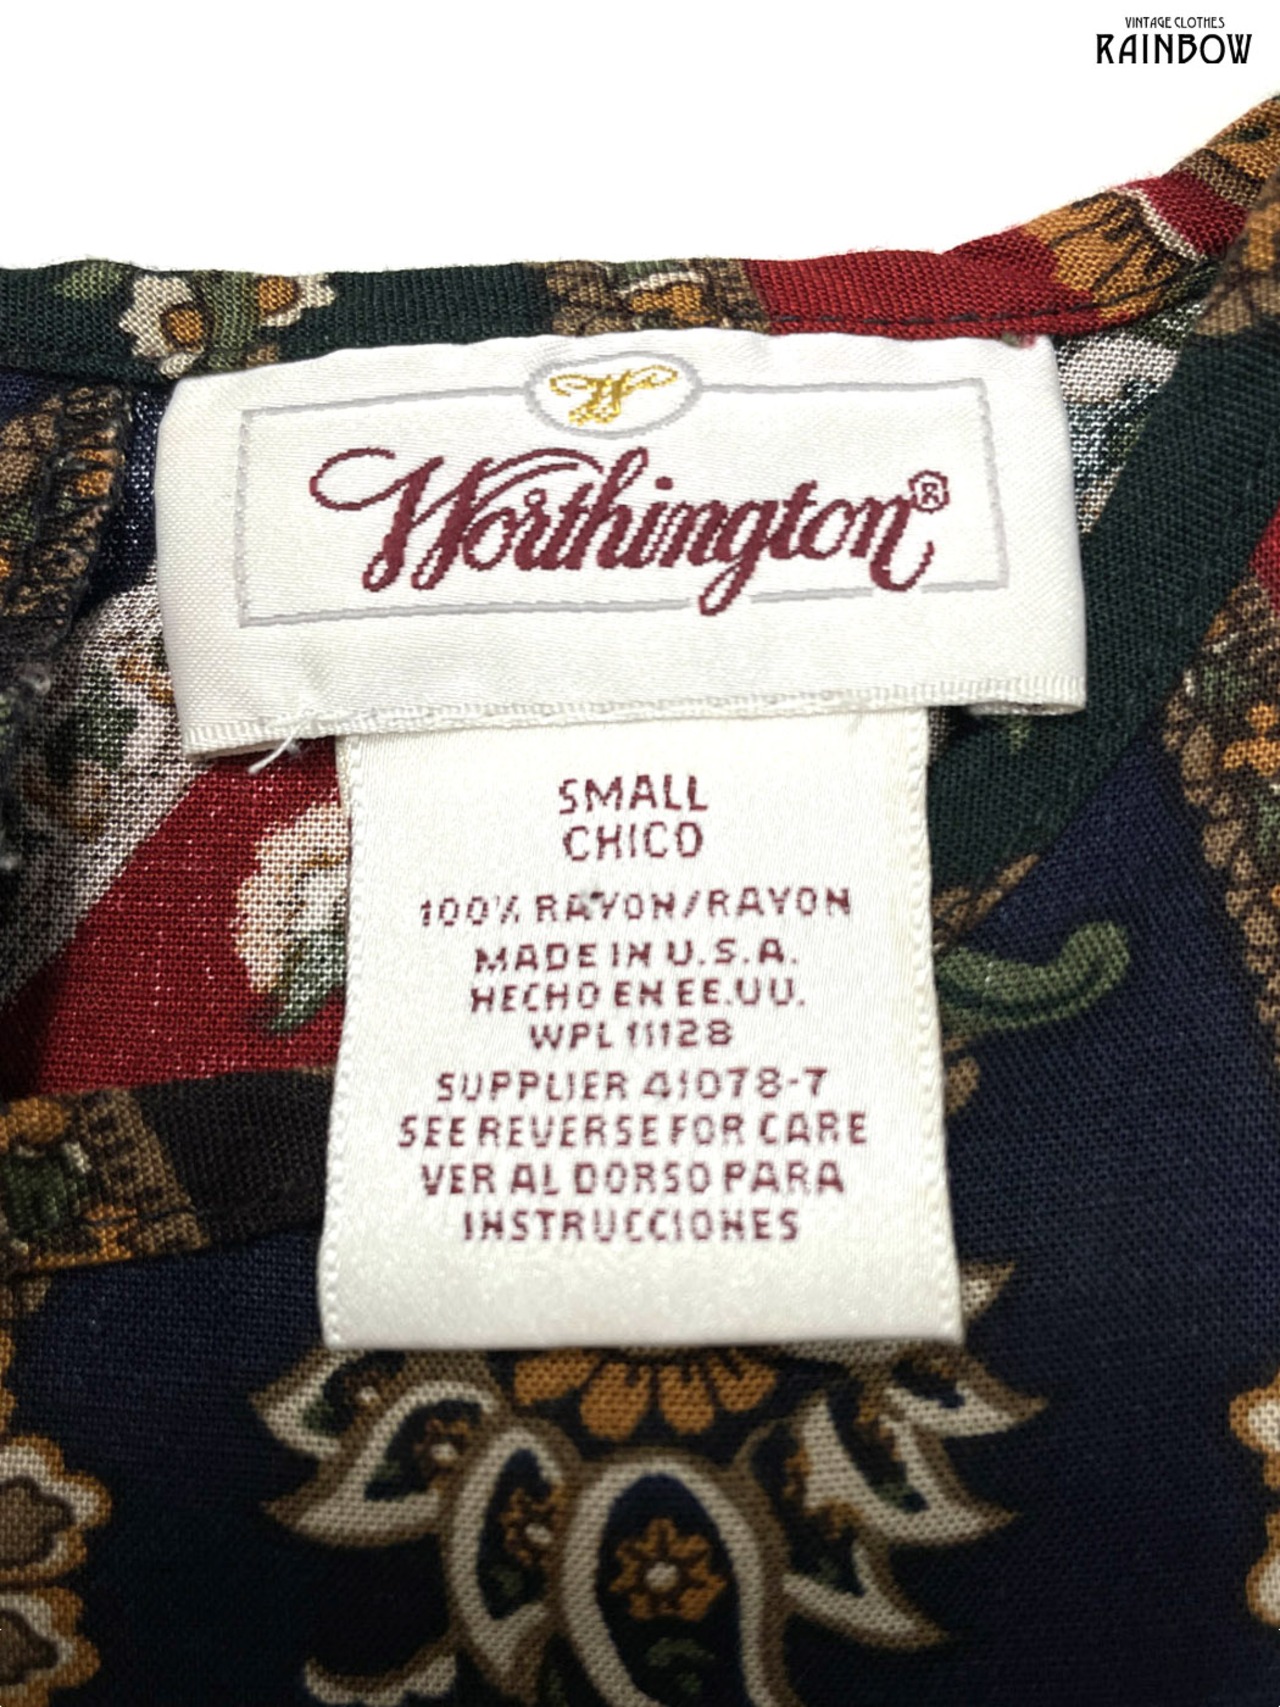 VINTAGE CLOTHES
RAINBOW
Worthington®
SMALL
CHICO
100% RAYON/RAYON
MADE IN U.S.A.
HECHO EN EE.UU.
WPL 11128
SUPPLIER 41078-7
SEE REVERSE FOR CARE
VER AL DORSO PARA
INSTRUCCIONES